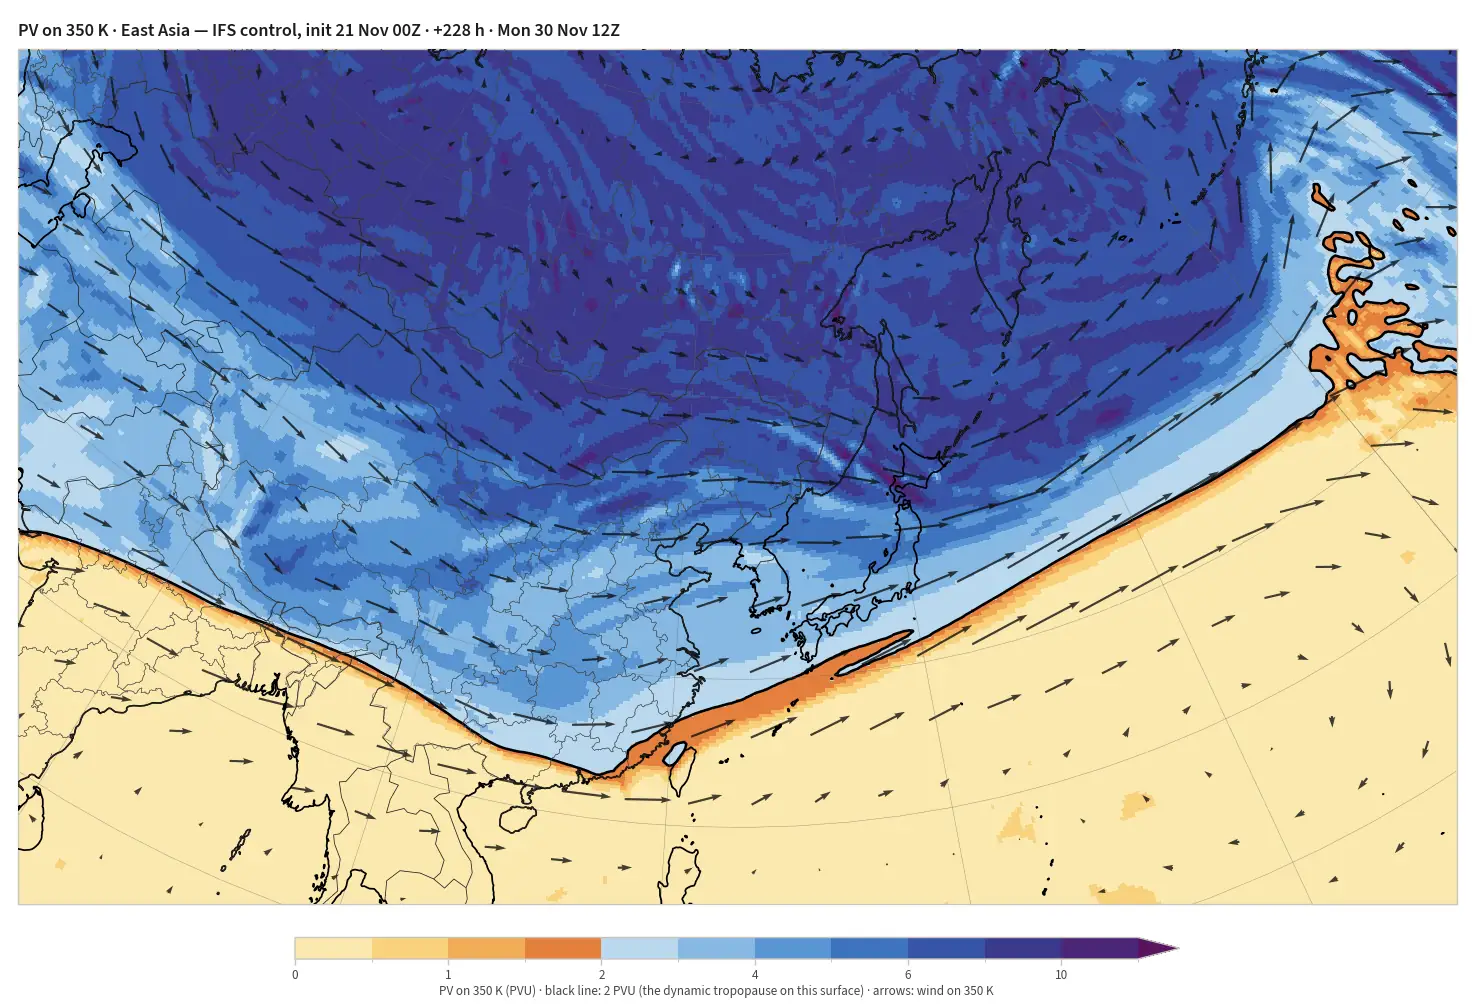 PV on 350 K · East Asia — IFS control, init 21 Nov 00Z · +228 h · Mon 30 Nov 12Z
0 1 2 4 6 10
PV on 350 K (PVU) · black line: 2 PVU (the dynamic tropopause on this surface) · arrows: wind on 350 K